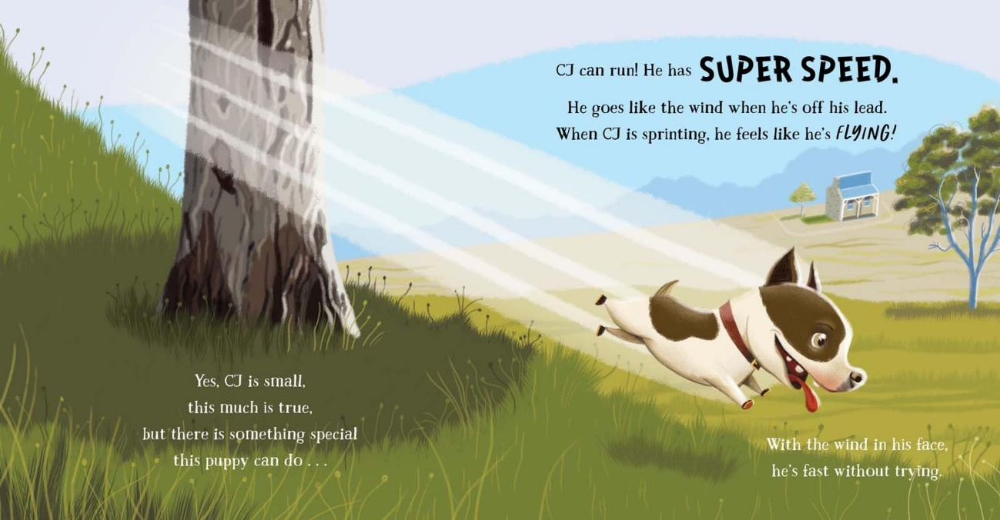 Yes, CJ is small,
this much is true,
but there is something special
this puppy can do . . .
CJ can run! He has SUPER SPEED.
He goes like the wind when he's off his lead.
When CJ is sprinting, he feels like he's FLYING!
With the wind in his face,
he's fast without trying.